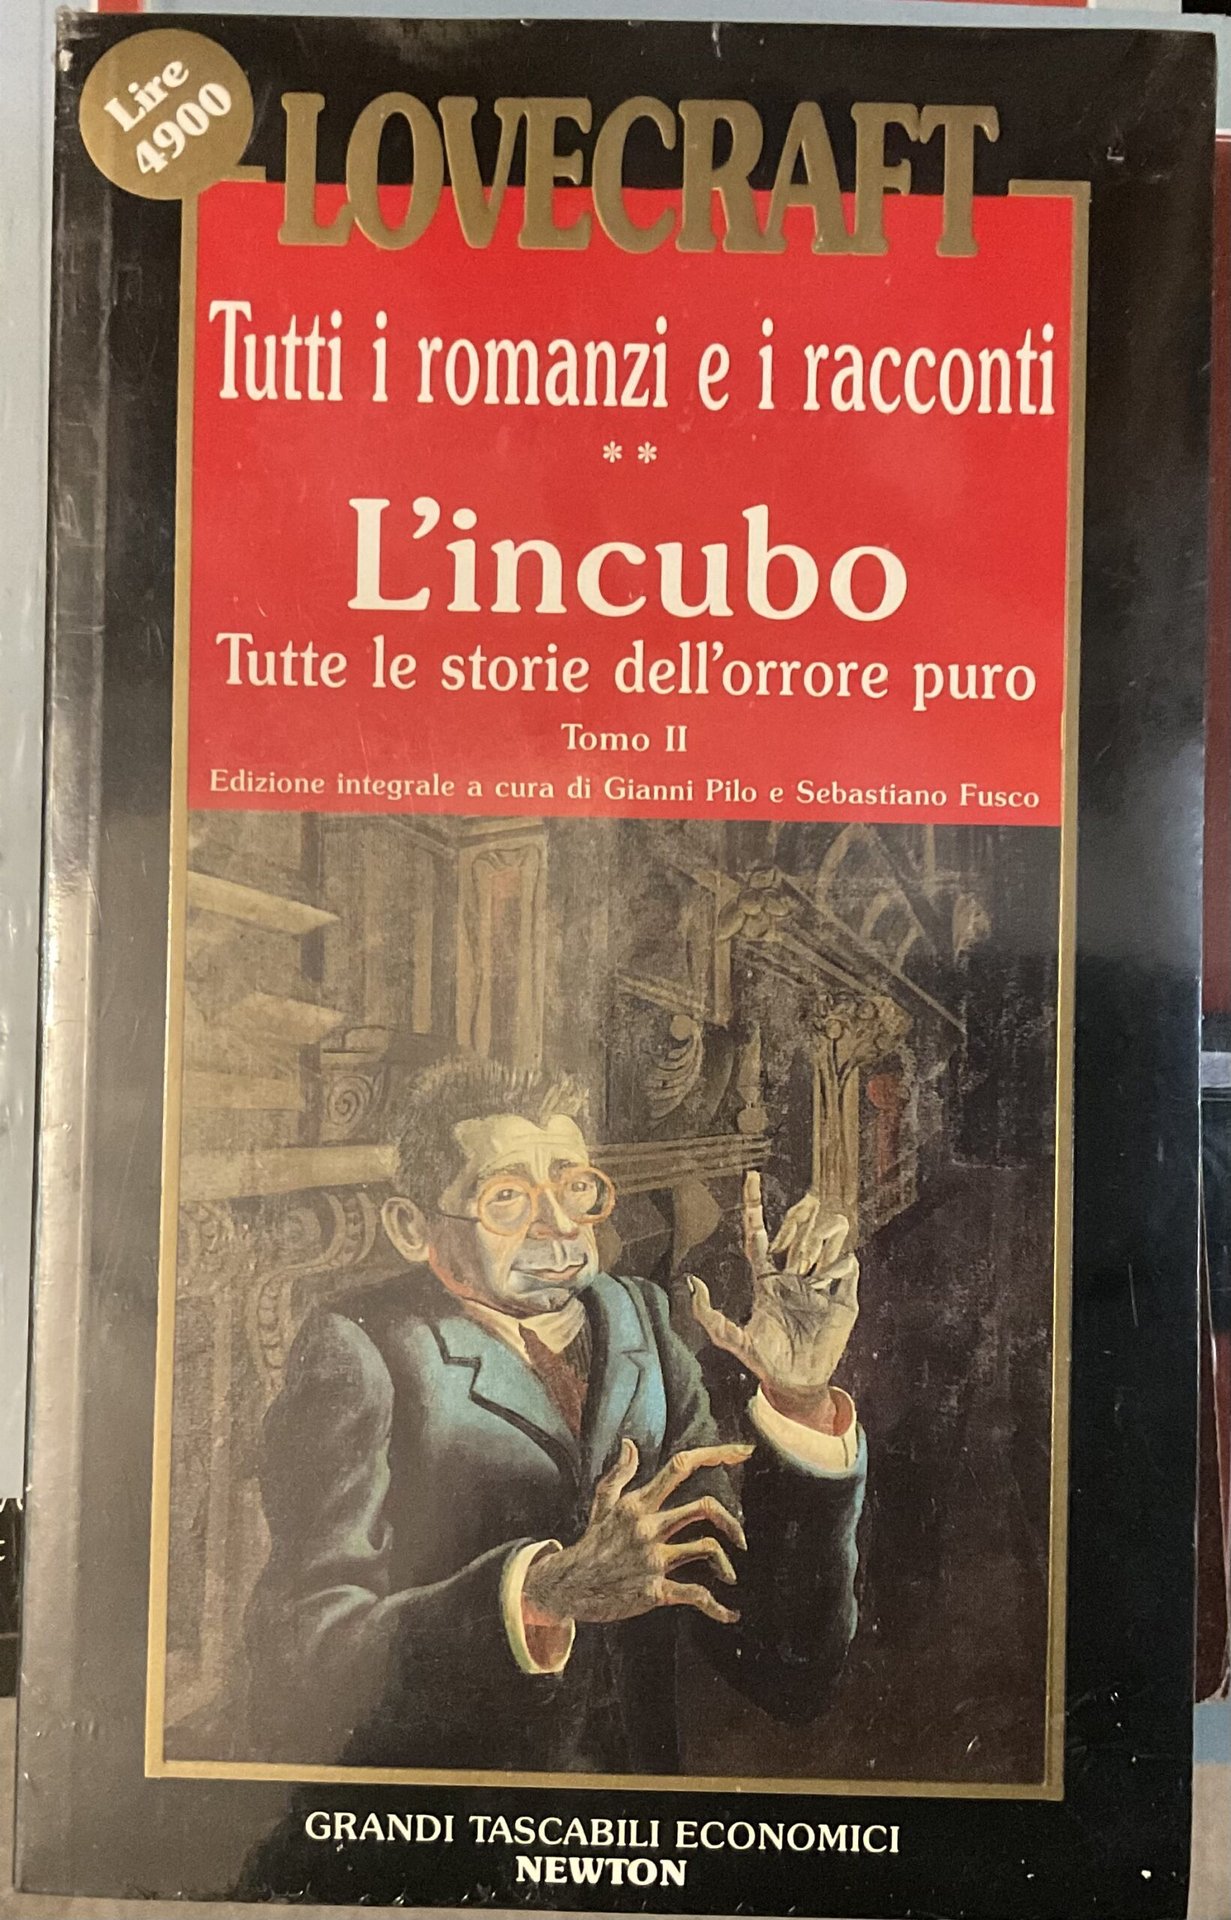 Lire
4900
LOVECRAFT
Tutti i romanzi e i racconti
**
L'incubo
Tutte le storie dell'orrore puro
Tomo II
Edizione integrale a cura di Gianni Pilo e Sebastiano Fusco
GRANDI TASCABILI ECONOMICI
NEWTON